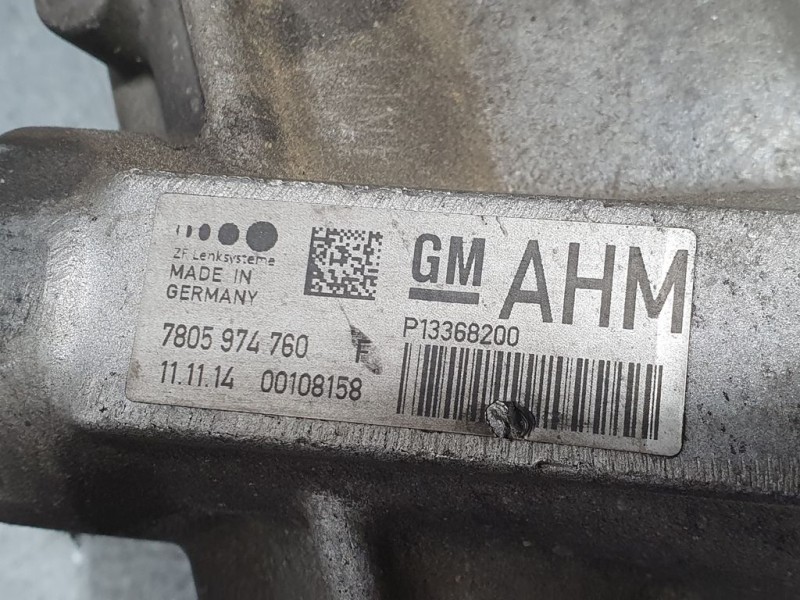 ZF Lenksysteme
MADE IN
GERMANY
7805 974 760 F
11.11.14 00108158
GM AHM
P13368200